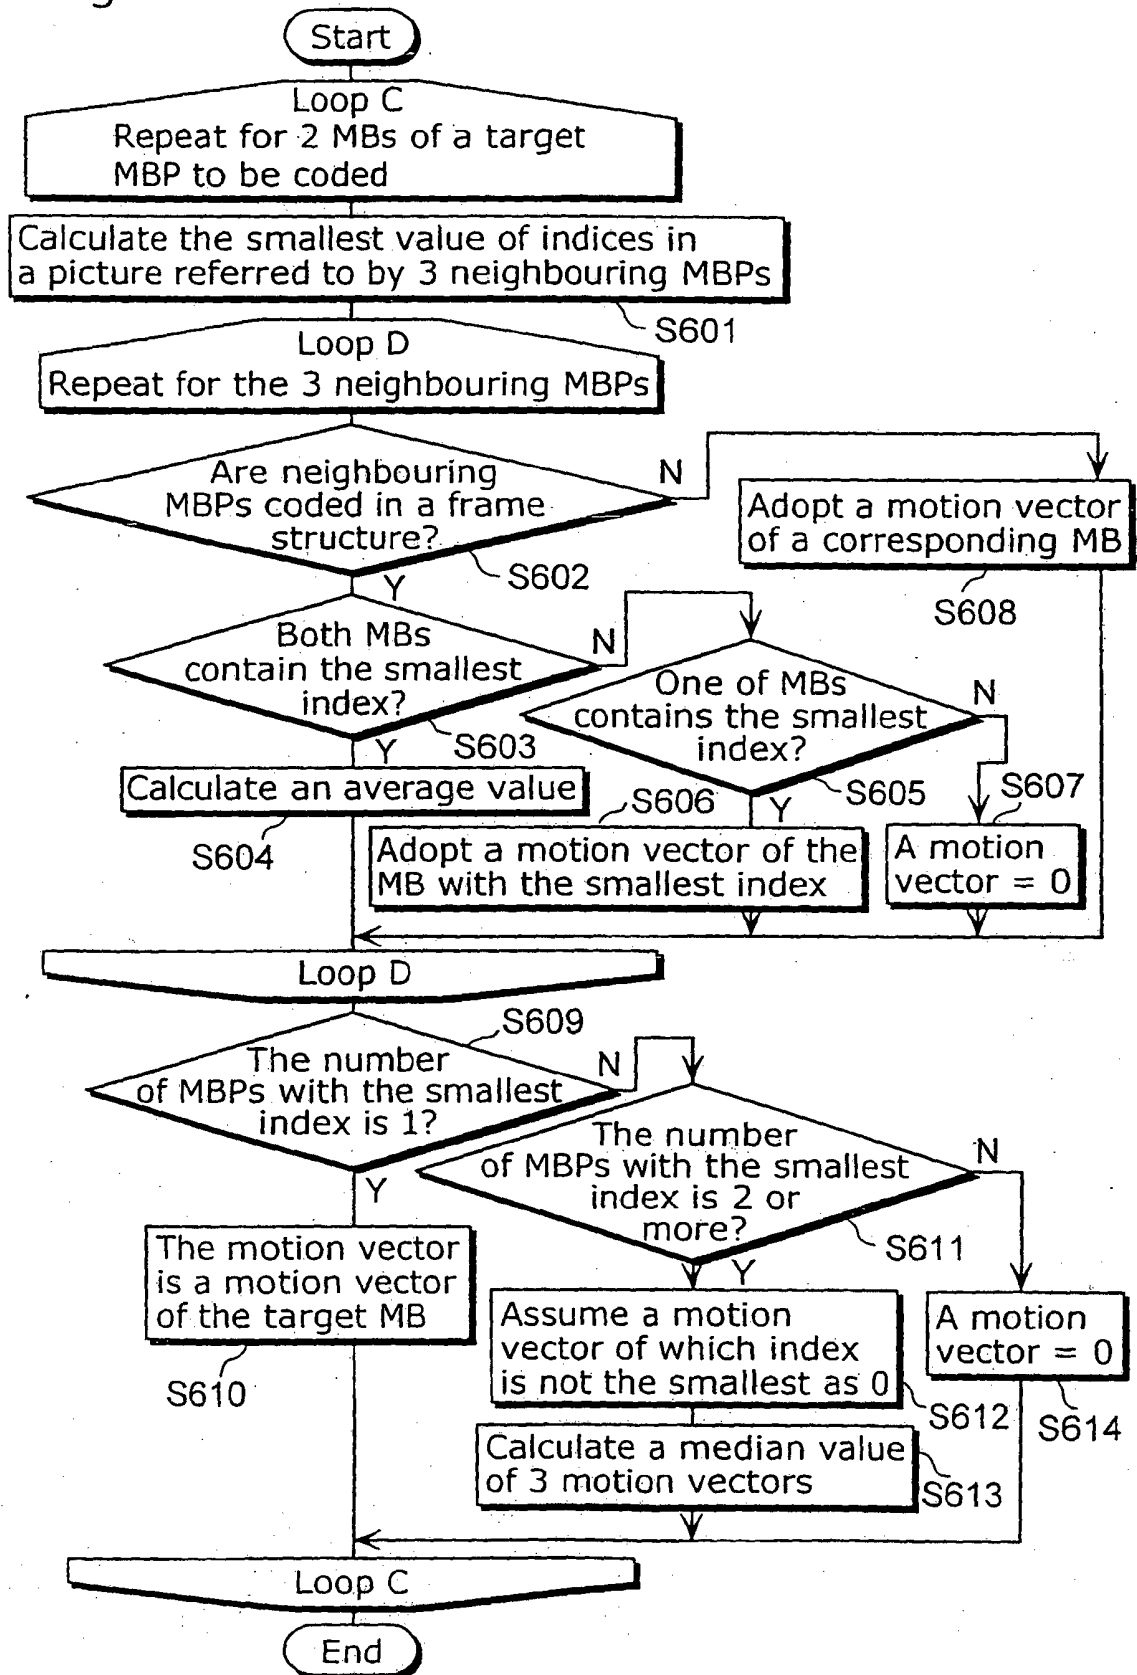 Start
Loop C
Repeat for 2 MBs of a target
MBP to be coded
Calculate the smallest value of indices in
a picture referred to by 3 neighbouring MBPs
S601
Loop D
Repeat for the 3 neighbouring MBPs
Are neighbouring
MBPs coded in a frame
structure?
N
S602
Y
Adopt a motion vector
of a corresponding MB
S608
Both MBs
contain the smallest
index?
N
S603
Y
One of MBs
contains the smallest
index?
N
S605
Y
Calculate an average value
S604
S606
Adopt a motion vector of the
MB with the smallest index
S607
A motion
vector = 0
Loop D
S609
The number
of MBPs with the smallest
index is 1?
N
Y
The number
of MBPs with the smallest
index is 2 or
more?
N
S611
Y
The motion vector
is a motion vector
of the target MB
S610
Assume a motion
vector of which index
is not the smallest as 0
S612
A motion
vector = 0
S614
Calculate a median value
of 3 motion vectors
S613
Loop C
End